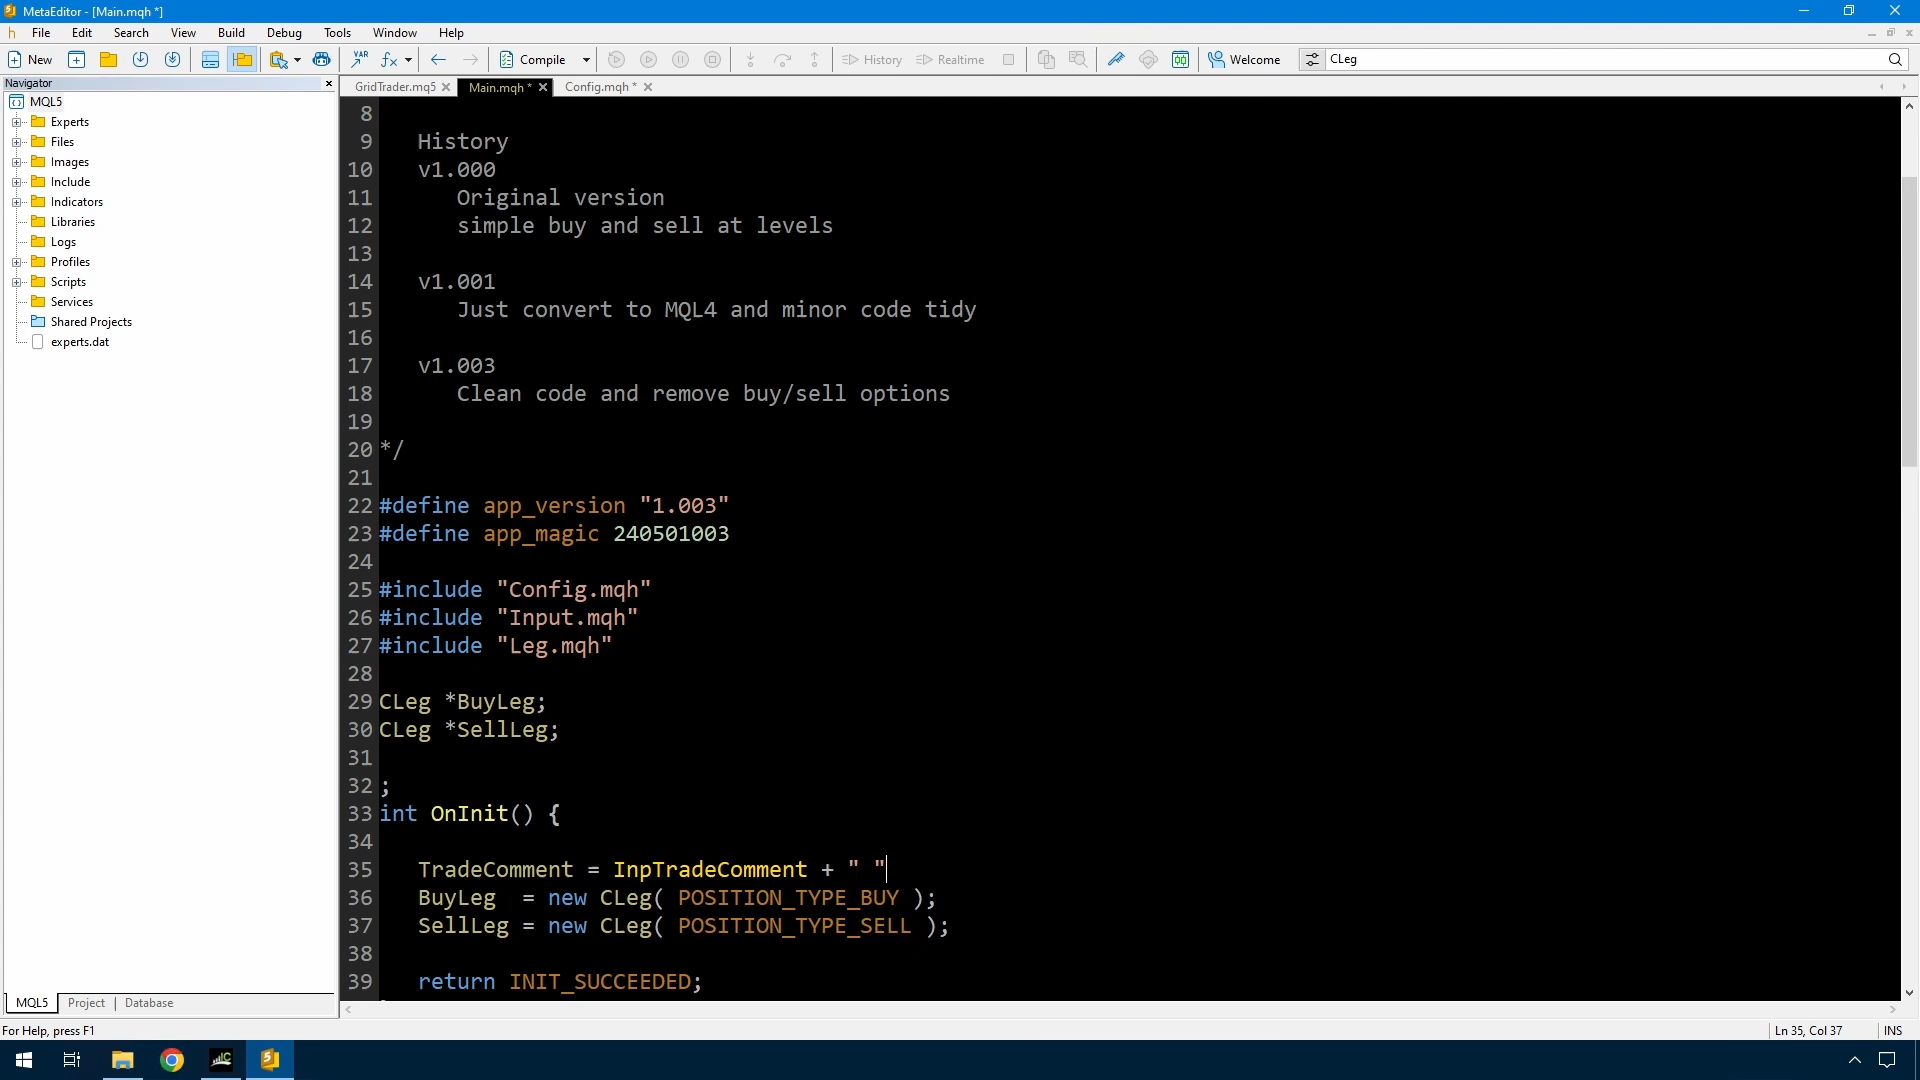 MetaEditor - [Main.mqh *]
File Edit Search View Build Debug Tools Window Help
New Compile History Realtime Welcome CLeg
Navigator
MQL5
Experts
Files
Images
Include
Indicators
Libraries
Logs
Profiles
Scripts
Services
Shared Projects
experts.dat
MQL5 Project Database
GridTrader.mq5 Main.mqh * Config.mqh *
8
9 History
10 v1.000
11 Original version
12 simple buy and sell at levels
13
14 v1.001
15 Just convert to MQL4 and minor code tidy
16
17 v1.003
18 Clean code and remove buy/sell options
19
20 */
21
22 #define app_version "1.003"
23 #define app_magic 240501003
24
25 #include "Config.mqh"
26 #include "Input.mqh"
27 #include "Leg.mqh"
28
29 CLeg *BuyLeg;
30 CLeg *SellLeg;
31
32 ;
33 int OnInit() {
34
35 TradeComment = InpTradeComment + " "
36 BuyLeg = new CLeg( POSITION_TYPE_BUY );
37 SellLeg = new CLeg( POSITION_TYPE_SELL );
38
39 return INIT_SUCCEEDED;
For Help, press F1 Ln 35, Col 37 INS